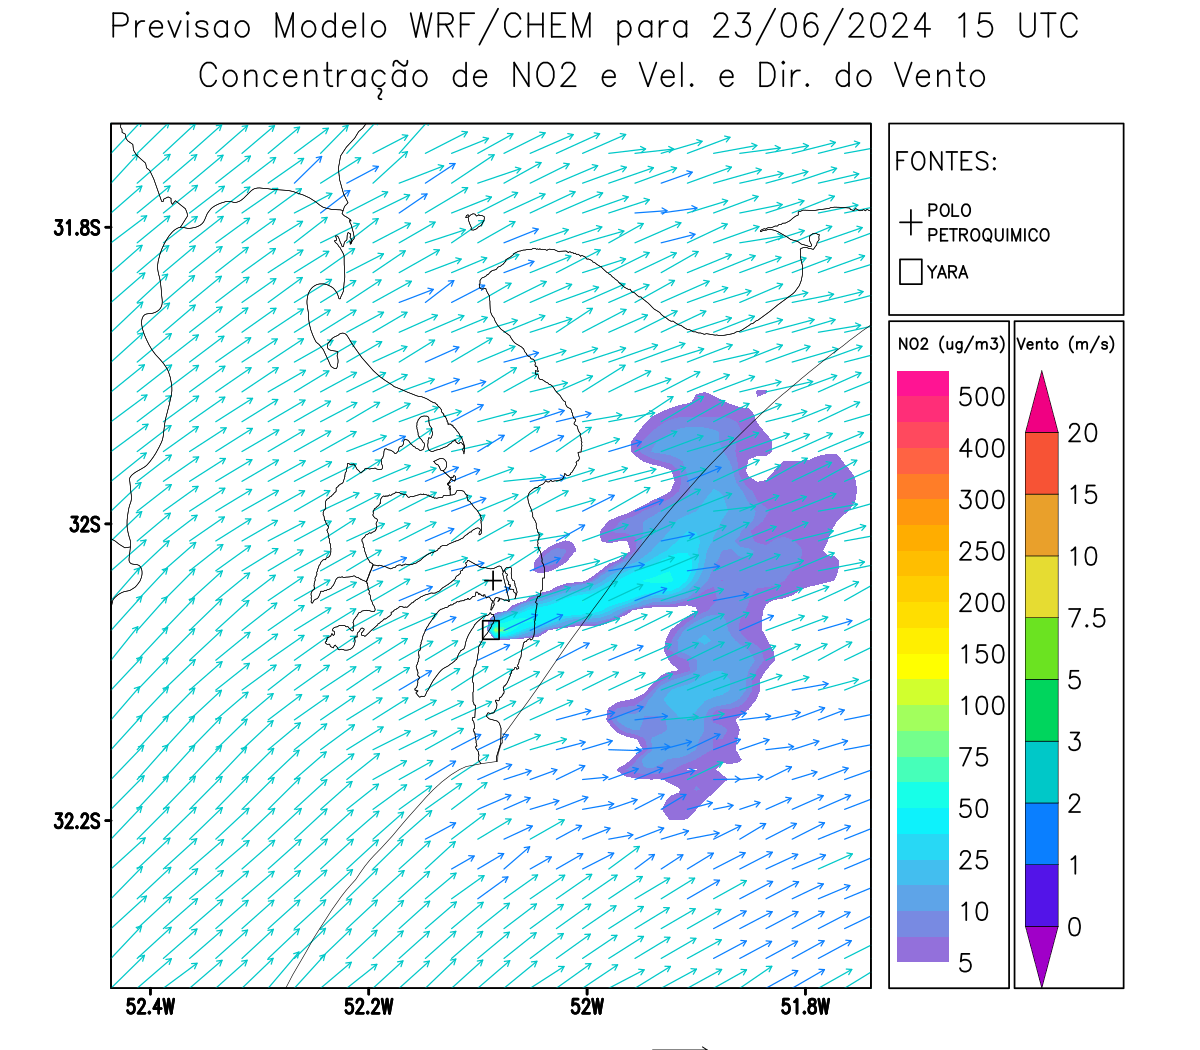 Previsao Modelo WRF/CHEM para 23/06/2024 15 UTC
Concentração de NO2 e Vel. e Dir. do Vento
FONTES:
POLO
PETROQUIMICO
YARA
NO2 (ug/m3)
500
400
300
250
200
150
100
75
50
25
10
5
Vento (m/s)
20
15
10
7.5
5
3
2
1
0
31.8S
32S
32.2S
52.4W
52.2W
52W
51.8W